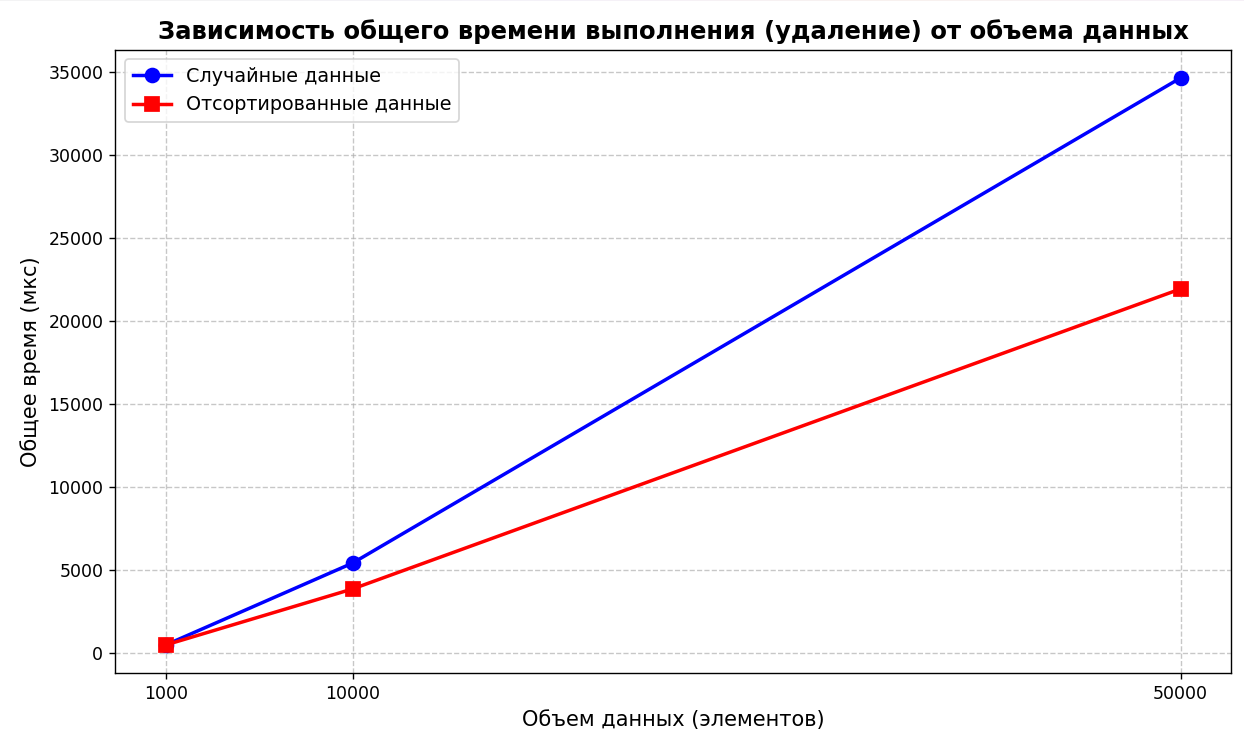 Зависимость общего времени выполнения (удаление) от объема данных
Случайные данные
Отсортированные данные
Общее время (мкс)
35000
30000
25000
20000
15000
10000
5000
0
1000
10000
50000
Объем данных (элементов)